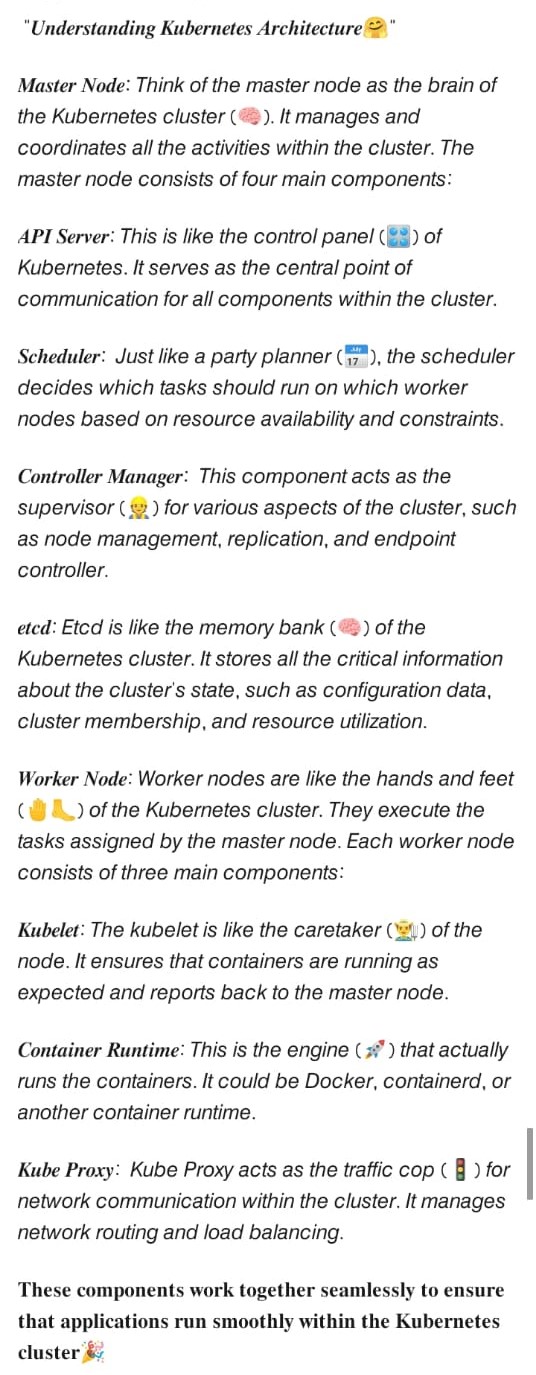 "Understanding Kubernetes Architecture🤗"
Master Node: Think of the master node as the brain of
the Kubernetes cluster (🧠). It manages and
coordinates all the activities within the cluster. The
master node consists of four main components:
API Server: This is like the control panel (🎛️) of
Kubernetes. It serves as the central point of
communication for all components within the cluster.
Scheduler: Just like a party planner (📅), the scheduler
decides which tasks should run on which worker
nodes based on resource availability and constraints.
Controller Manager: This component acts as the
supervisor (👷) for various aspects of the cluster, such
as node management, replication, and endpoint
controller.
etcd: Etcd is like the memory bank (🧠) of the
Kubernetes cluster. It stores all the critical information
about the cluster's state, such as configuration data,
cluster membership, and resource utilization.
Worker Node: Worker nodes are like the hands and feet
(🤚🦶) of the Kubernetes cluster. They execute the
tasks assigned by the master node. Each worker node
consists of three main components:
Kubelet: The kubelet is like the caretaker (👨‍🌾) of the
node. It ensures that containers are running as
expected and reports back to the master node.
Container Runtime: This is the engine (🚀) that actually
runs the containers. It could be Docker, containerd, or
another container runtime.
Kube Proxy: Kube Proxy acts as the traffic cop (🚦) for
network communication within the cluster. It manages
network routing and load balancing.
These components work together seamlessly to ensure
that applications run smoothly within the Kubernetes
cluster🎉